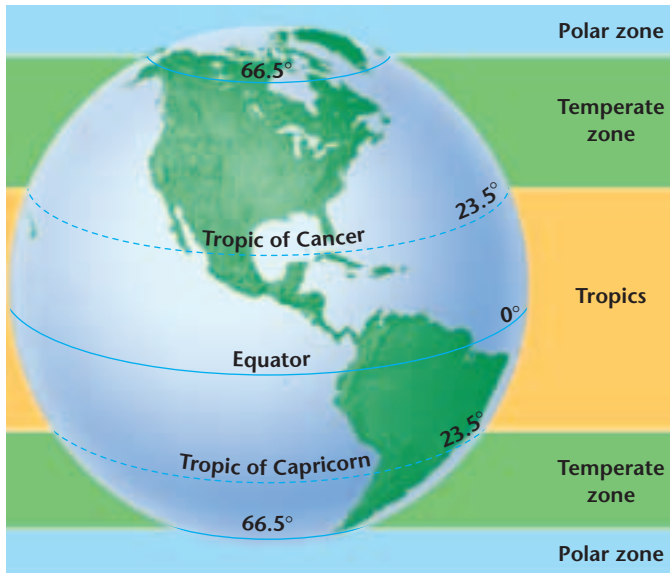 Polar zone
66.5°
Temperate
zone
23.5°
Tropic of Cancer
Tropics
0°
Equator
23.5°
Tropic of Capricorn
Temperate
zone
66.5°
Polar zone